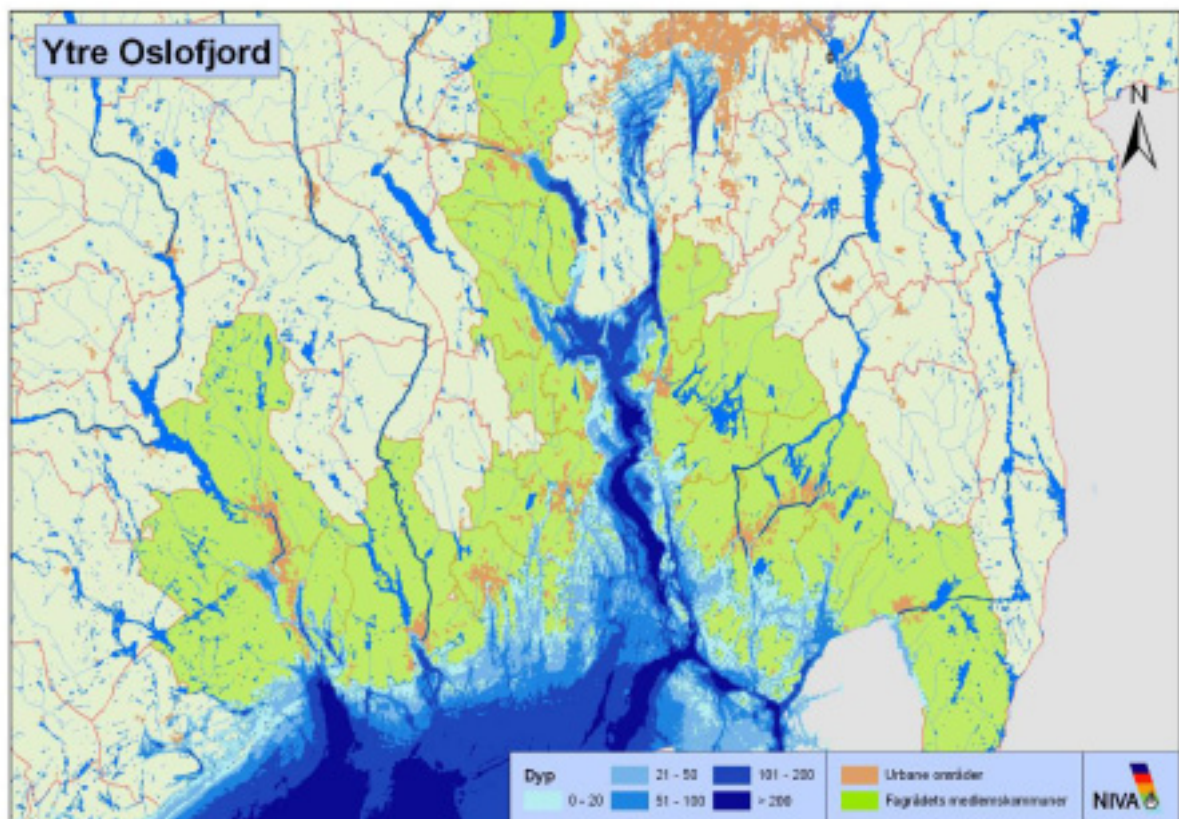 Ytre Oslofjord
N
Dyp
0 - 20
21 - 50
51 - 100
101 - 200
> 200
Urbane områder
Fagrådets medlemskommuner
NIVA